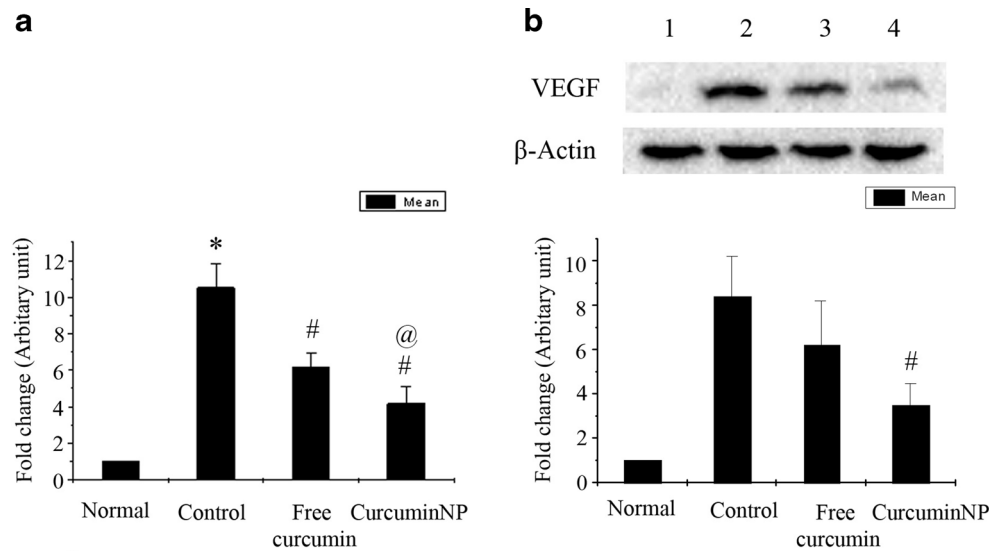 a
Mean
Fold change (Arbitary unit)
12
10
8
6
4
2
0
*
#
@
#
Normal
Control
Free
curcumin
CurcuminNP
b
1 2 3 4
VEGF
β-Actin
Mean
Fold change (Arbitary unit)
10
8
6
4
2
0
#
Normal
Control
Free
curcumin
CurcuminNP